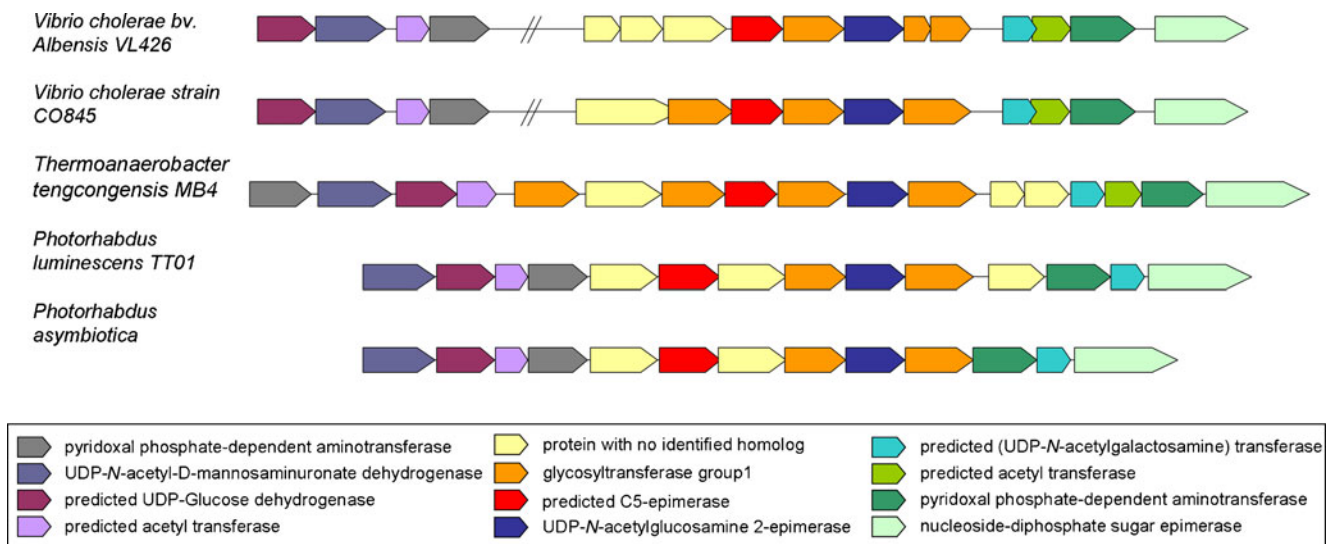 Vibrio cholerae bv.
Albensis VL426
Vibrio cholerae strain
CO845
Thermoanaerobacter
tengcongensis MB4
Photorhabdus
luminescens TT01
Photorhabdus
asymbiotica
pyridoxal phosphate-dependent aminotransferase
UDP-N-acetyl-D-mannosaminuronate dehydrogenase
predicted UDP-Glucose dehydrogenase
predicted acetyl transferase
protein with no identified homolog
glycosyltransferase group1
predicted C5-epimerase
UDP-N-acetylglucosamine 2-epimerase
predicted (UDP-N-acetylgalactosamine) transferase
predicted acetyl transferase
pyridoxal phosphate-dependent aminotransferase
nucleoside-diphosphate sugar epimerase